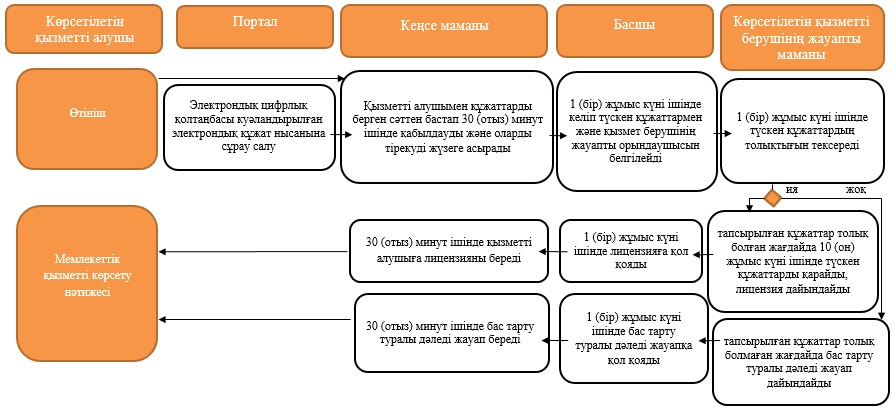 Көрсетілетін
қызметті алушы
Портал
Кеңсе маманы
Басшы
Көрсетілетін қызметті
берушінің жауапты
маманы
Өтініш
Электрондық цифрлық
қолтаңбасы куәландырылған
электрондық құжат нысанына
сұрау салу
Қызметті алушымен құжаттарды
берген сәттен бастап 30 (отыз) минут
ішінде қабылдауды және оларды
тірекуді жүзеге асырады
1 (бір) жұмыс күні ішінде
келіп түскен құжаттармен
және қызмет берушінің
жауапты орындаушысын
белгілейді
1 (бір) жұмыс күні ішінде
түскен құжаттардың
толықтығын тексереді
ия
жоқ
Мемлекеттік
қызметті көрсету
нәтижесі
30 (отыз) минут ішінде қызметті
алушыға лицензияны береді
1 (бір) жұмыс күні
ішінде лицензияға қол
қояды
тапсырылған құжаттар толық
болған жағдайда 10 (он)
жұмыс күні ішінде түскен
құжаттарды қарайды,
лицензия дайындайды
30 (отыз) минут ішінде бас тарту
туралы дәледі жауап береді
1 (бір) жұмыс күні
ішінде бас тарту
туралы дәледі жауапқа
қол қояды
тапсырылған құжаттар толық
болмаған жағдайда бас тарту
туралы дәледі жауап
дайындайды